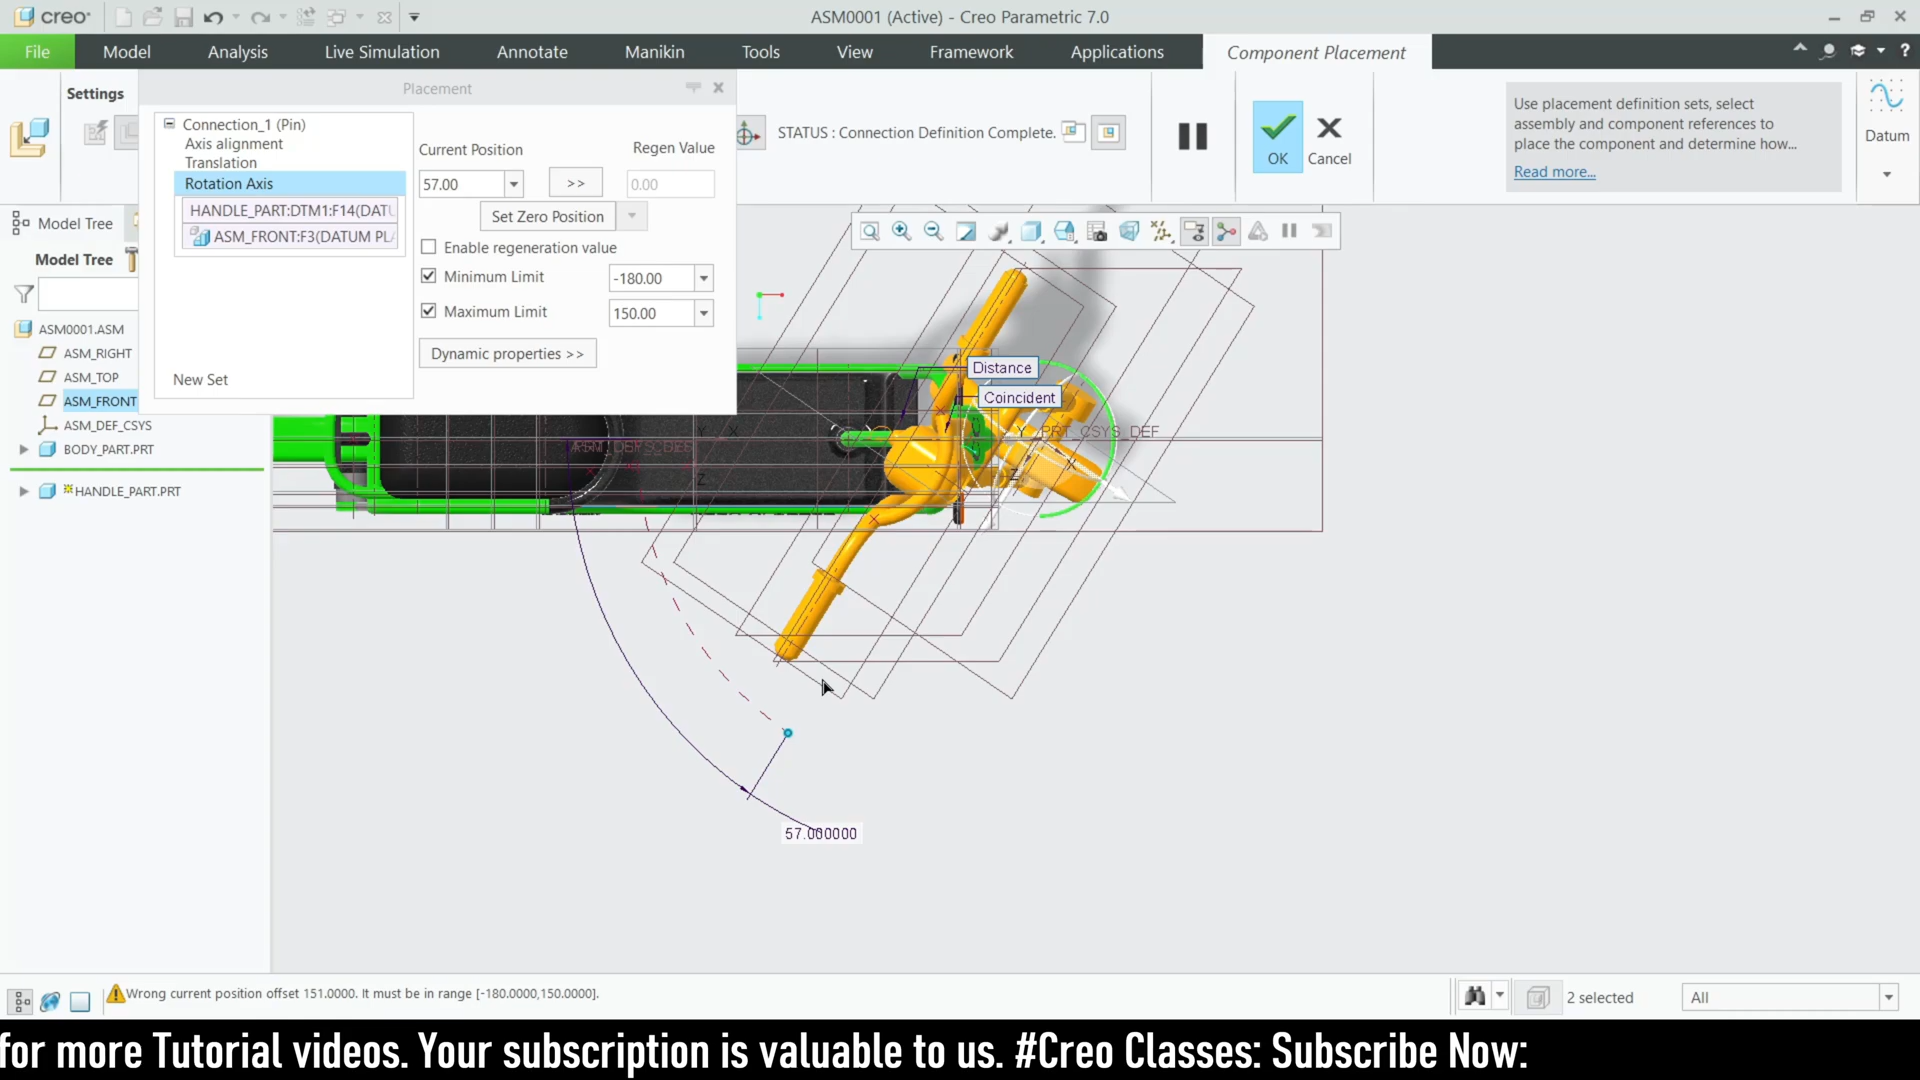 creo
ASM0001 (Active) - Creo Parametric 7.0
File
Model
Analysis
Live Simulation
Annotate
Manikin
Tools
View
Framework
Applications
Component Placement
Settings
Placement
Connection_1 (Pin)
Axis alignment
Translation
Rotation Axis
HANDLE_PART:DTM1:F14(DATU
ASM_FRONT:F3(DATUM PLA
New Set
Current Position
Regen Value
57.00
>>
0.00
Set Zero Position
Enable regeneration value
Minimum Limit
-180.00
Maximum Limit
150.00
Dynamic properties >>
STATUS : Connection Definition Complete.
OK
Cancel
Use placement definition sets, select
assembly and component references to
place the component and determine how...
Read more...
Datum
Model Tree
Model Tree
ASM0001.ASM
ASM_RIGHT
ASM_TOP
ASM_FRONT
ASM_DEF_CSYS
BODY_PART.PRT
HANDLE_PART.PRT
Distance
Coincident
Y
PRT_CSYS_DEF
X
Z
Z
57.000000
Wrong current position offset 151.0000. It must be in range [-180.0000,150.0000].
2 selected
All
for more Tutorial videos. Your subscription is valuable to us. #Creo Classes: Subscribe Now: